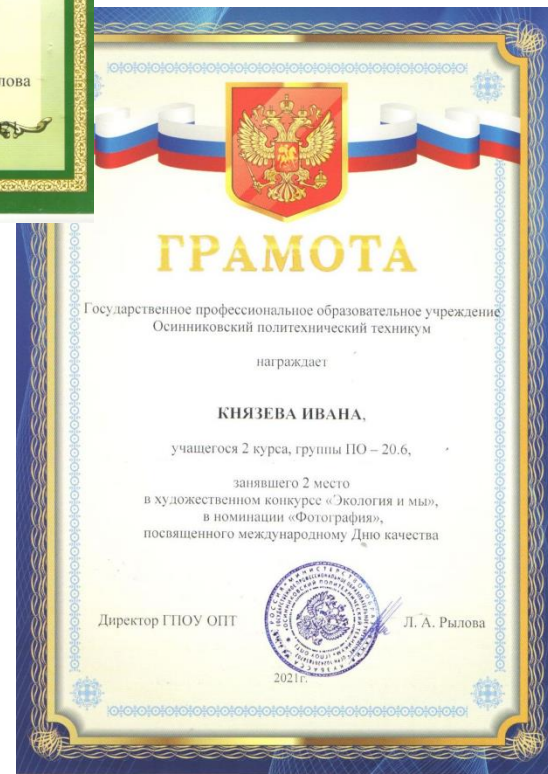 лова
ГРАМОТА
Государственное профессиональное образовательное учреждение
Осинниковский политехнический техникум
награждает
КНЯЗЕВА ИВАНА,
учащегося 2 курса, группы ПО – 20.6,
занявшего 2 место
в художественном конкурсе «Экология и мы»,
в номинации «Фотография»,
посвященного международному Дню качества
Директор ГПОУ ОПТ Л. А. Рылова
2021г.